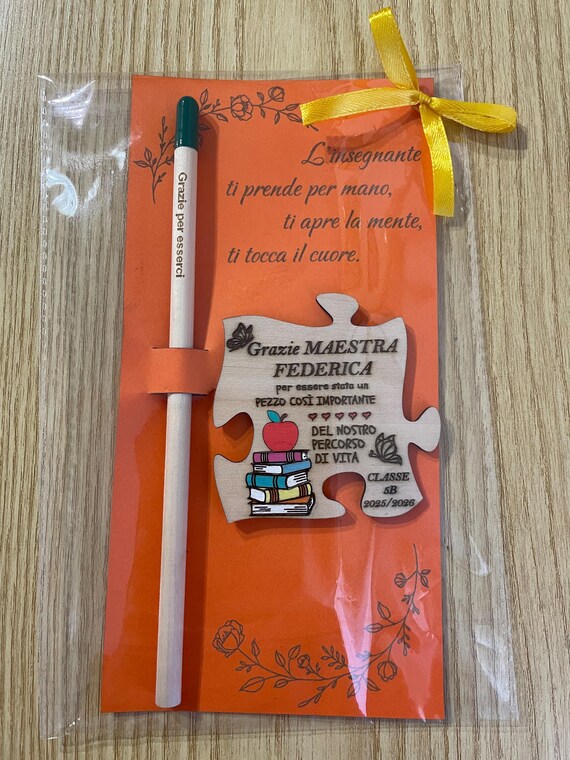 L'insegnante
ti prende per mano,
ti apre la mente,
ti tocca il cuore.
Grazie per esserci
Grazie MAESTRA
FEDERICA
per essere stata un
PEZZO COSÌ IMPORTANTE
DEL NOSTRO
PERCORSO
DI VITA
CLASSE
5B
2025/2026